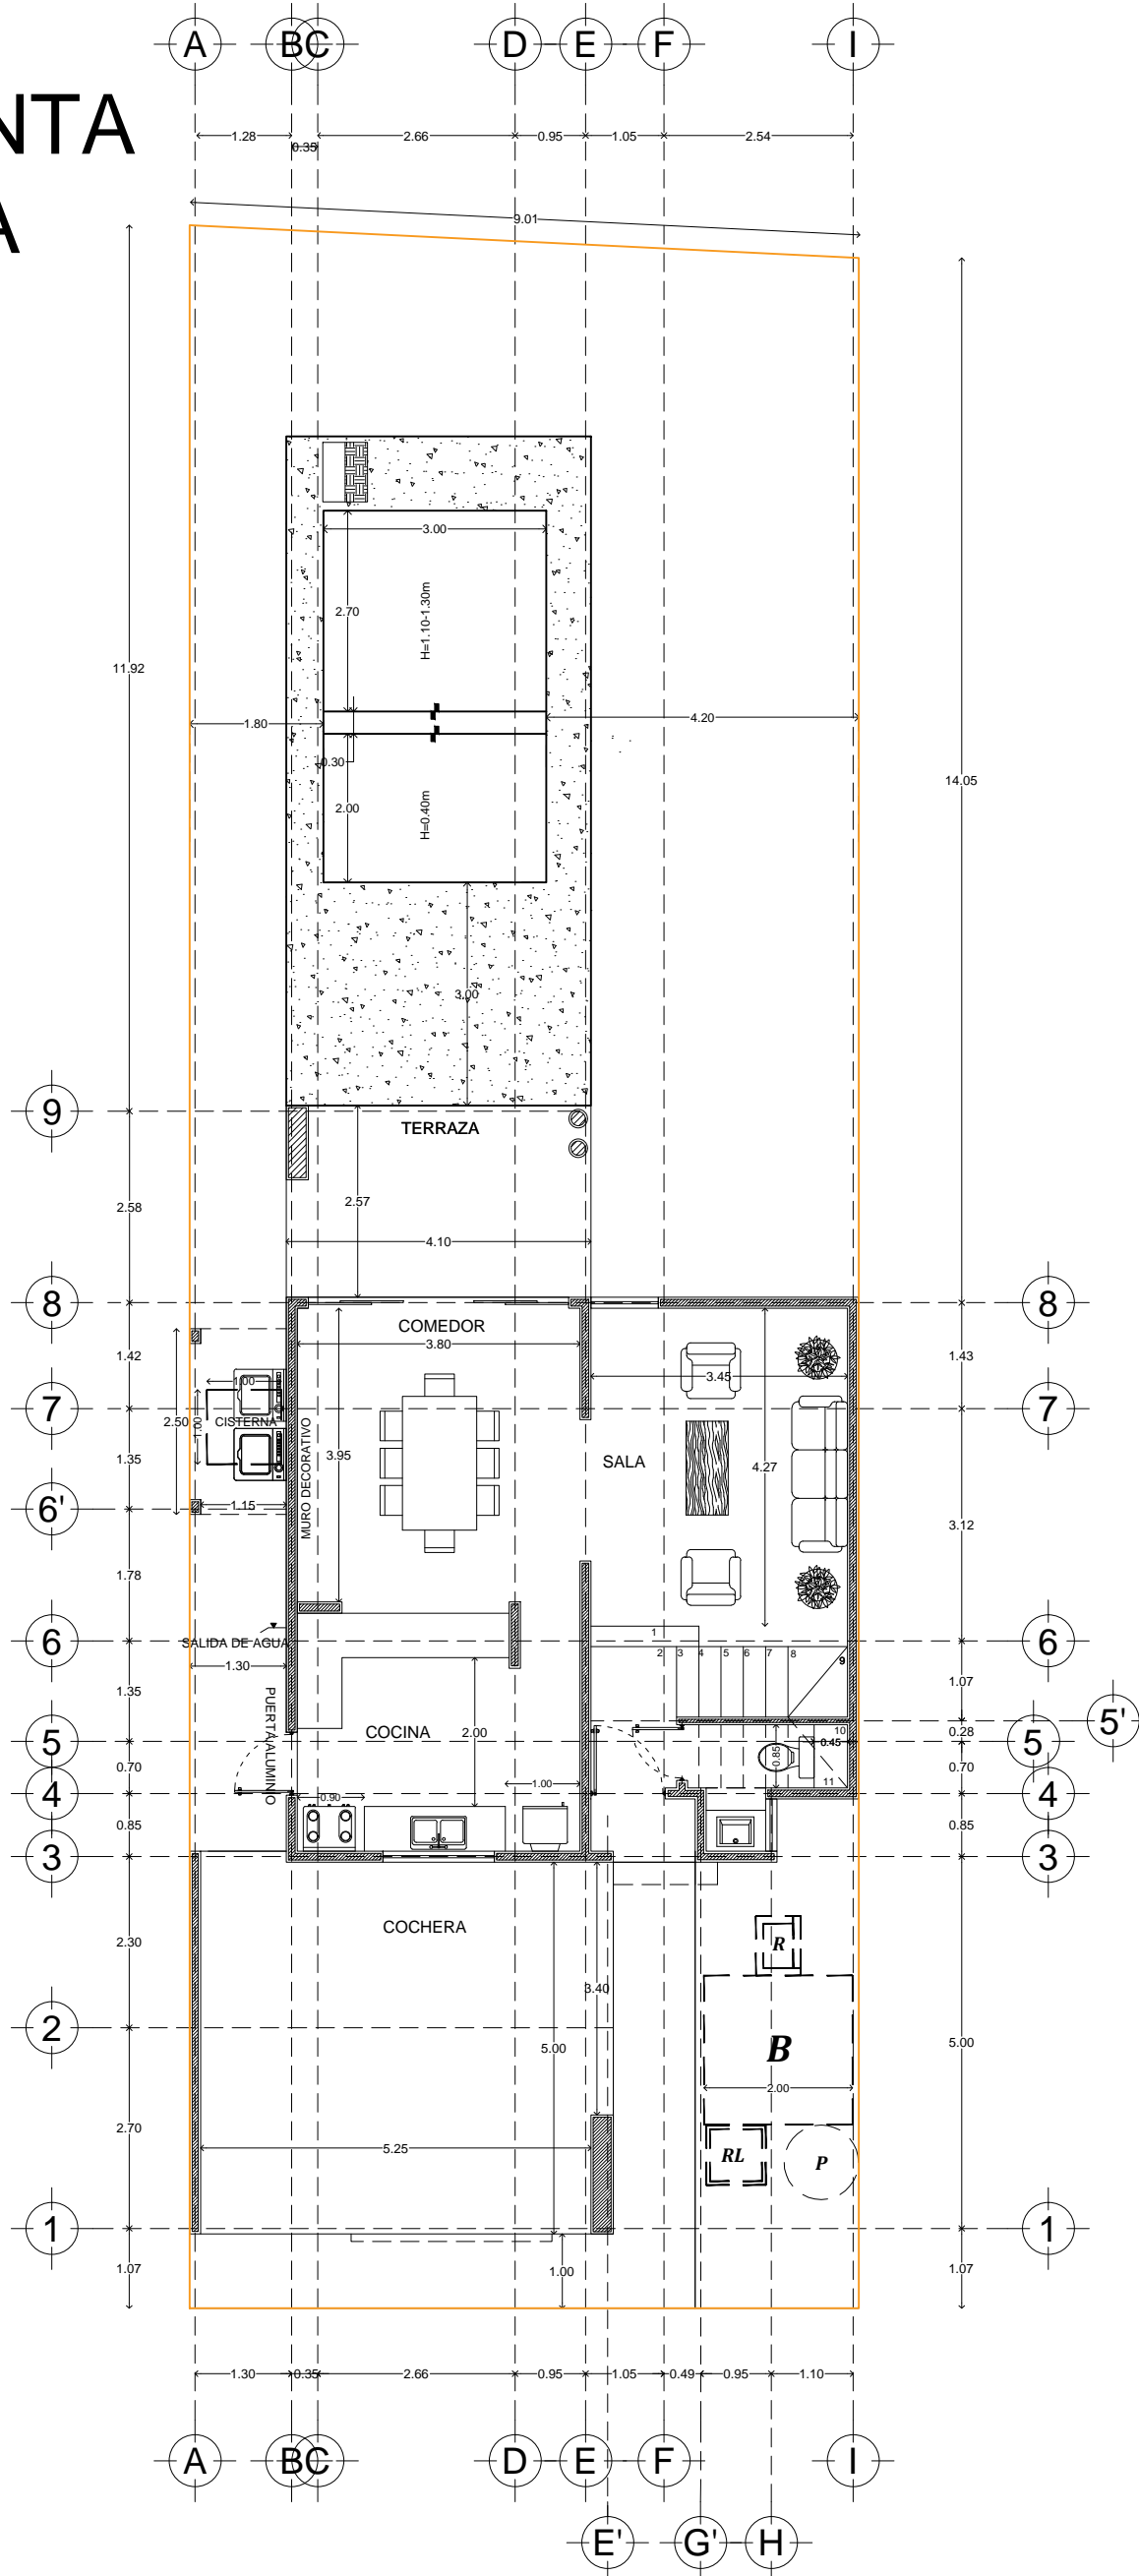 A B C D E F I
NTA
1.28 2.66 0.95 1.05 2.54
0.35
A
9.01
3.00
2.70
H=1.10-1.30m
11.92
1.80
4.20
0.30
14.05
2.00
H=0.40m
3.00
9
TERRAZA
2.58
2.57
4.10
8 8
COMEDOR
3.80
1.42 1.43
1.00
3.45
7 7
2.50
1.00
CISTERNA
MURO DECORATIVO
3.95
SALA
4.27
1.35
1.15
6'
3.12
1.78
1
6 6
SALIDA DE AGUA
2 3 4 5 6 7 8 9
1.30
1.35
1.07
PUERTA ALUMINIO
COCINA
2.00
5'
5 5
0.28
10
0.45
0.85
0.70 0.70
1.00
11
4 4
0.90
0.85 0.85
3 3
COCHERA
2.30
R
3.40
2
5.00
B
5.00
2.00
2.70
5.25
RL
P
1 1
1.07
1.00
1.07
1.30 0.35 2.66 0.95 1.05 0.49 0.95 1.10
A B C D E F I
E' G' H